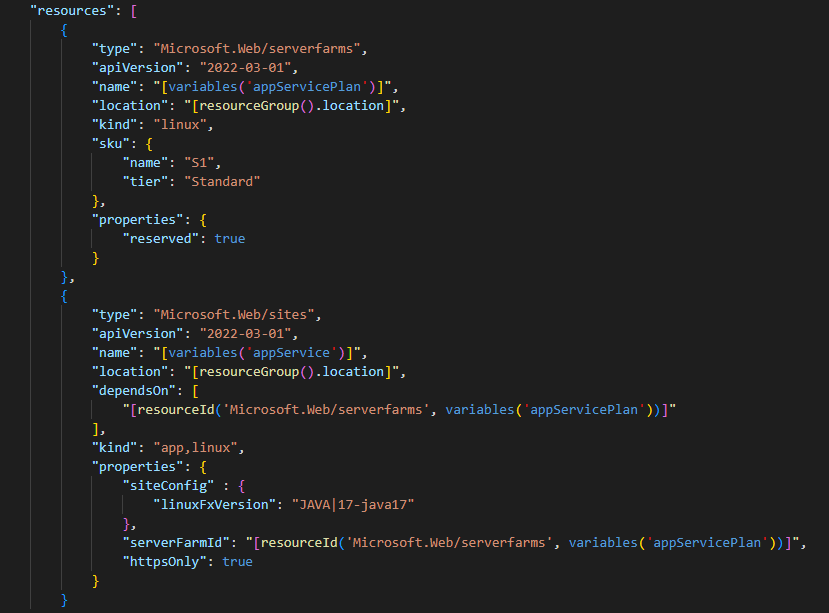 "resources": [
{
"type": "Microsoft.Web/serverfarms",
"apiVersion": "2022-03-01",
"name": "[variables('appServicePlan')]",
"location": "[resourceGroup().location]",
"kind": "linux",
"sku": {
"name": "S1",
"tier": "Standard"
},
"properties": {
"reserved": true
}
},
{
"type": "Microsoft.Web/sites",
"apiVersion": "2022-03-01",
"name": "[variables('appService')]",
"location": "[resourceGroup().location]",
"dependsOn": [
"[resourceId('Microsoft.Web/serverfarms', variables('appServicePlan'))]"
],
"kind": "app,linux",
"properties": {
"siteConfig" : {
"linuxFxVersion": "JAVA|17-java17"
},
"serverFarmId": "[resourceId('Microsoft.Web/serverfarms', variables('appServicePlan'))]",
"httpsOnly": true
}
}